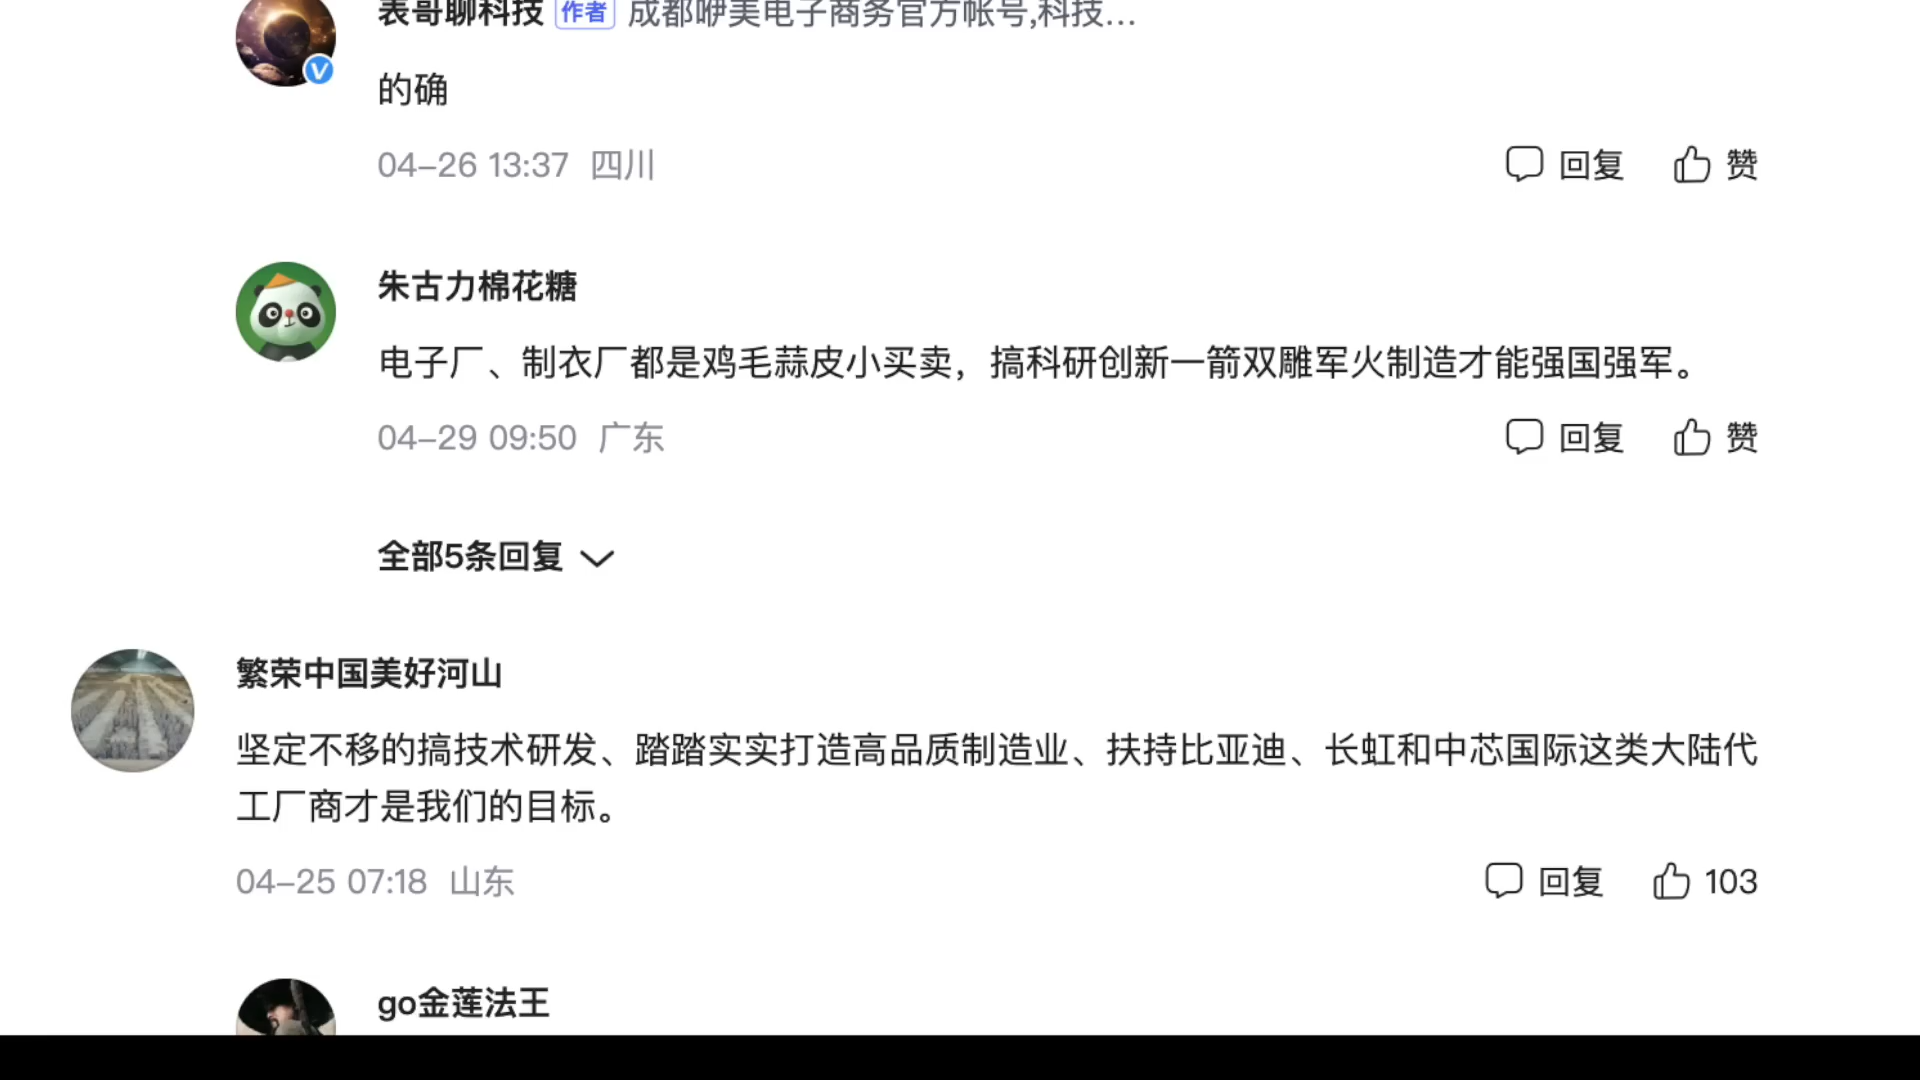 表哥聊科技 作者 成都咿美电子商务官方帐号,科技...
的确
04-26 13:37 四川
回复 赞
朱古力棉花糖
电子厂、制衣厂都是鸡毛蒜皮小买卖，搞科研创新一箭双雕军火制造才能强国强军。
04-29 09:50 广东
回复 赞
全部5条回复
繁荣中国美好河山
坚定不移的搞技术研发、踏踏实实打造高品质制造业、扶持比亚迪、长虹和中芯国际这类大陆代
工厂商才是我们的目标。
04-25 07:18 山东
回复 103
go金莲法王